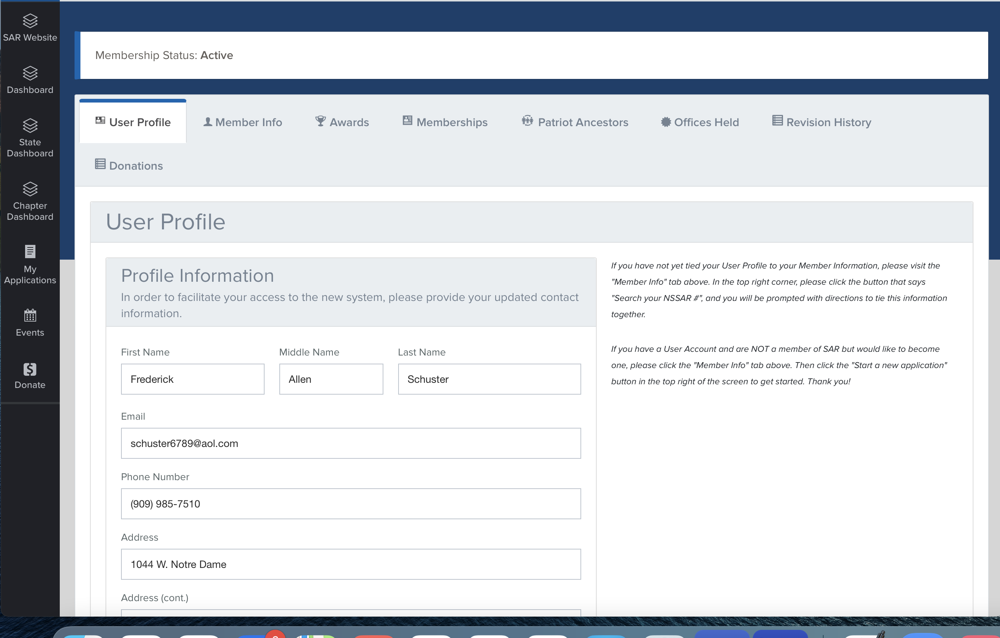 SAR Website
Dashboard
State
Dashboard
Chapter
Dashboard
My
Applications
Events
Donate
Membership Status: Active
User Profile
Member Info
Awards
Memberships
Patriot Ancestors
Offices Held
Revision History
Donations
User Profile
Profile Information
In order to facilitate your access to the new system, please provide your updated contact
information.
First Name
Middle Name
Last Name
Frederick
Allen
Schuster
Email
schuster6789@aol.com
Phone Number
(909) 985-7510
Address
1044 W. Notre Dame
Address (cont.)
If you have not yet tied your User Profile to your Member Information, please visit the
"Member Info" tab above. In the top right corner, please click the button that says
"Search your NSSAR #", and you will be prompted with directions to tie this information
together.
If you have a User Account and are NOT a member of SAR but would like to become
one, please click the "Member Info" tab above. Then click the "Start a new application"
button in the top right of the screen to get started. Thank you!